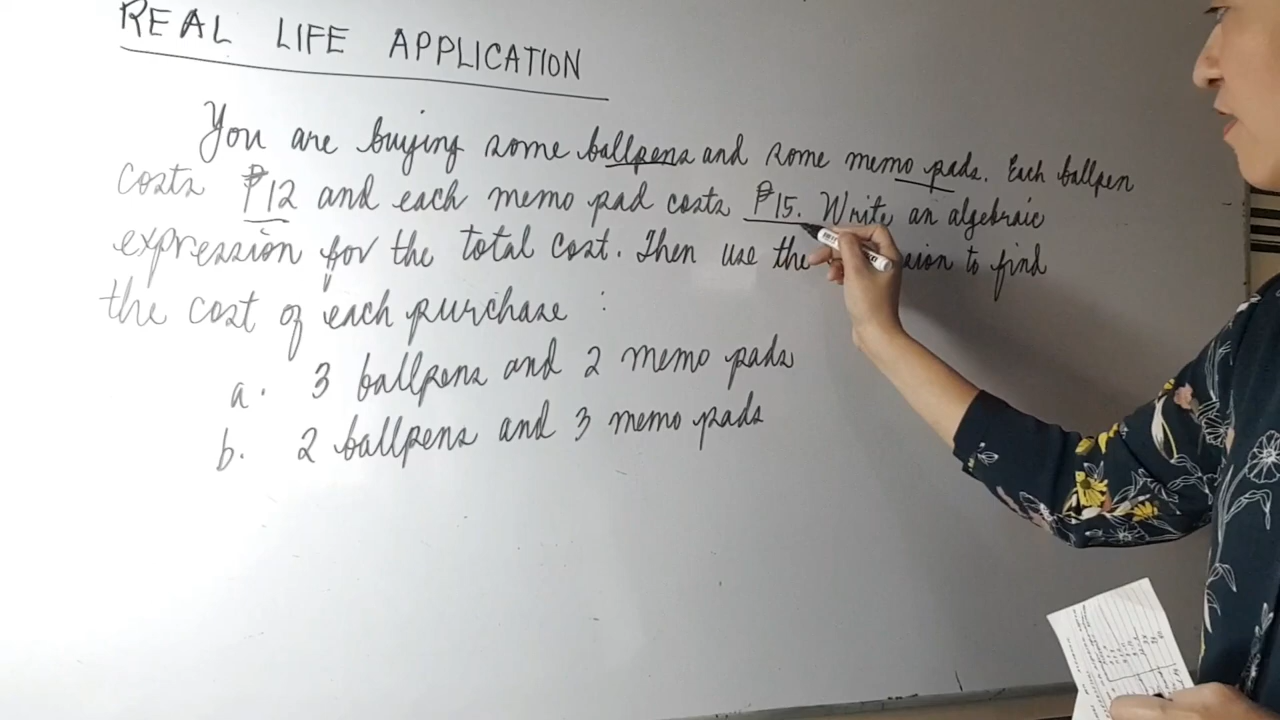 REAL LIFE APPLICATION
You are buying some ballpens and some memo pads. Each ballpen
costs ₱12 and each memo pad costs ₱15. Write an algebraic
expression for the total cost. Then use the to find
the cost of each purchase :
a. 3 ballpens and 2 memo pads
b. 2 ballpens and 3 memo pads